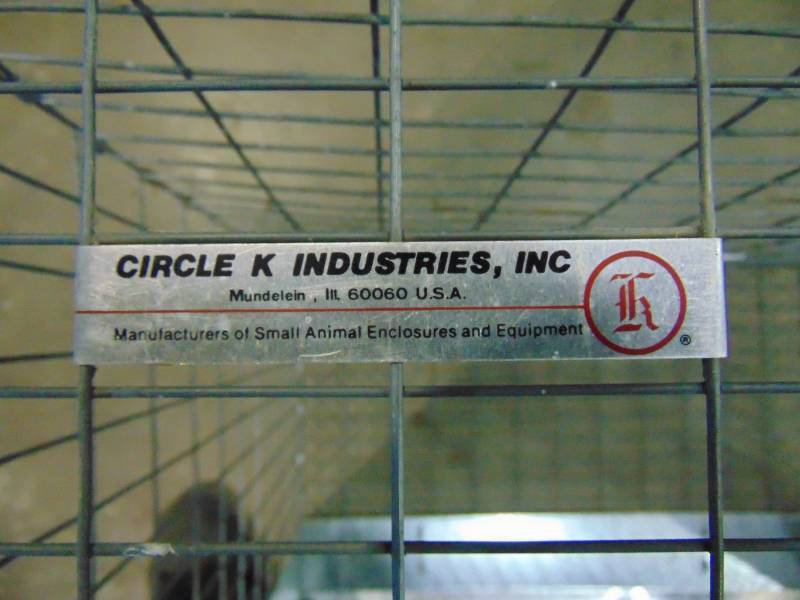 CIRCLE K INDUSTRIES, INC
Mundelein, Ill. 60060 U.S.A.
Manufacturers of Small Animal Enclosures and Equipment
K
®